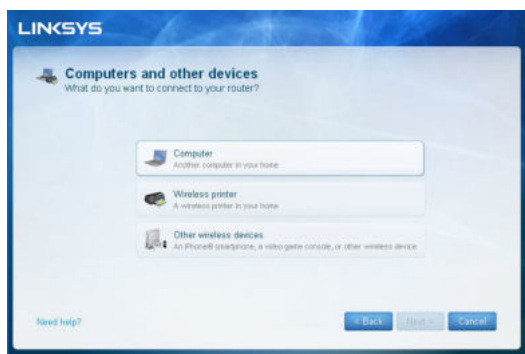 LINKSYS
Computers and other devices
What do you want to connect to your router?
Computer
Another computer in your home
Wireless printer
A wireless printer in your home
Other wireless devices
An iPhone® smartphone, a video game console, or other wireless device
Need help?
< Back
Next >
Cancel